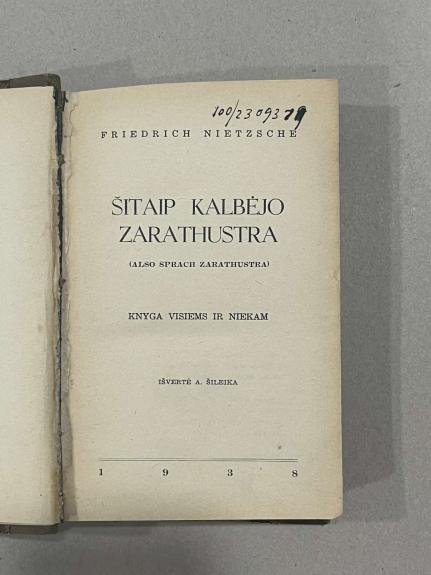 100/2309379
FRIEDRICH NIETZSCHE
ŠITAIP KALBĖJO
ZARATHUSTRA
(ALSO SPRACH ZARATHUSTRA)
KNYGA VISIEMS IR NIEKAM
IŠVERTĖ A. ŠILEIKA
1 9 3 8